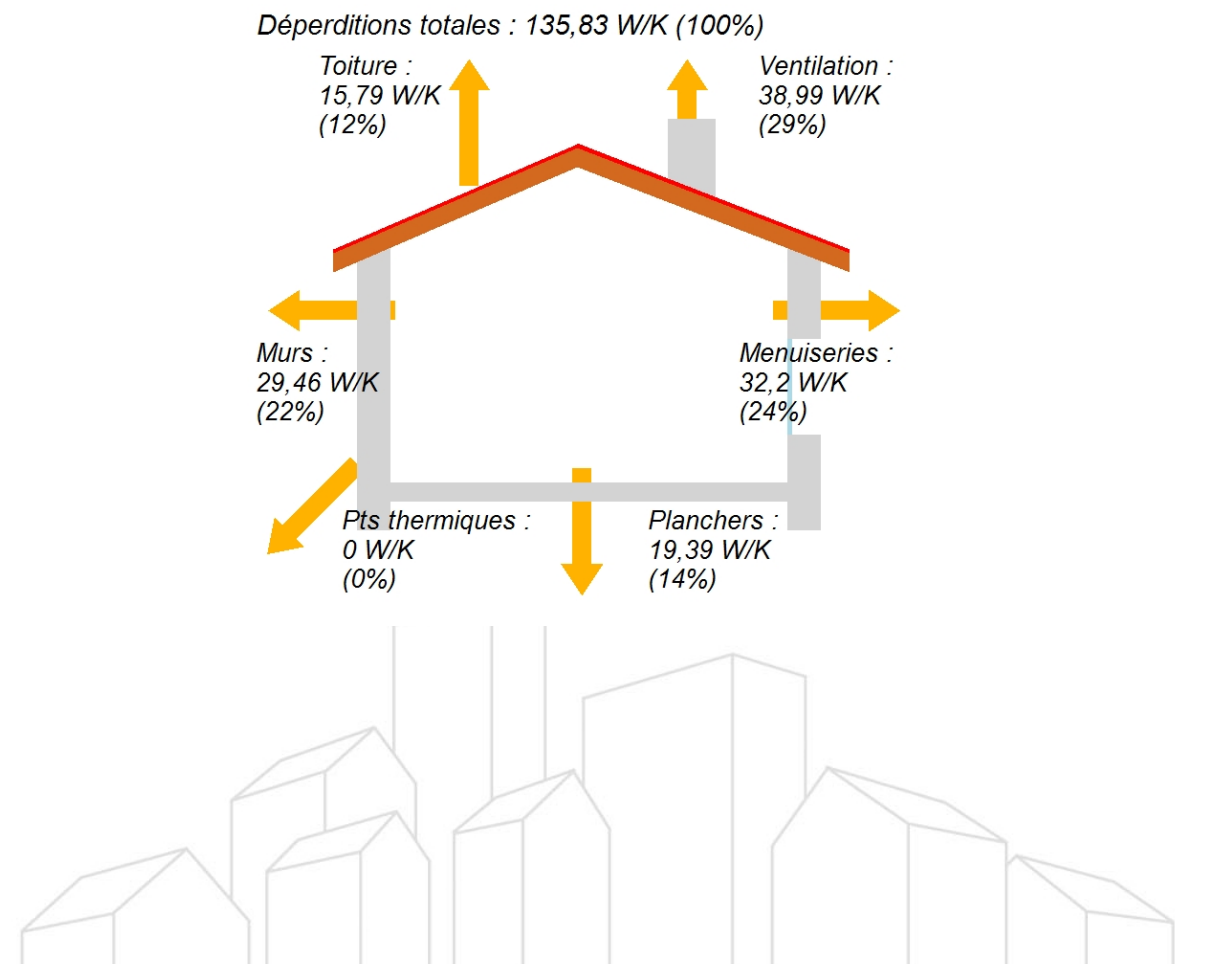 Déperditions totales : 135,83 W/K (100%)
Toiture :
15,79 W/K
(12%)
Ventilation :
38,99 W/K
(29%)
Murs :
29,46 W/K
(22%)
Menuiseries :
32,2 W/K
(24%)
Pts thermiques :
0 W/K
(0%)
Planchers :
19,39 W/K
(14%)